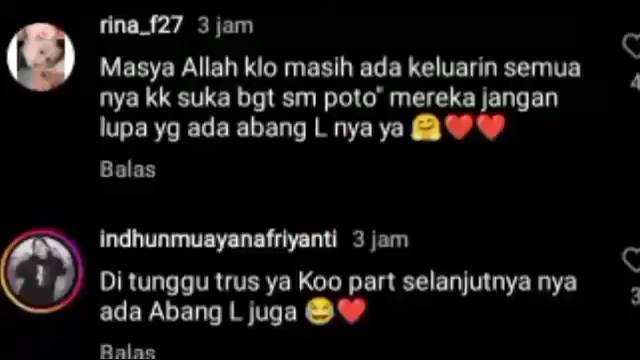 rina_f27 3 jam
Masya Allah klo masih ada keluarin semua
nya kk suka bgt sm poto" mereka jangan
lupa yg ada abang L nya ya 🤗❤️❤️
4
Balas
indhunmuayanafriyanti 3 jam
Di tunggu trus ya Koo part selanjutnya nya
ada Abang L juga 😂❤️
3
Balas